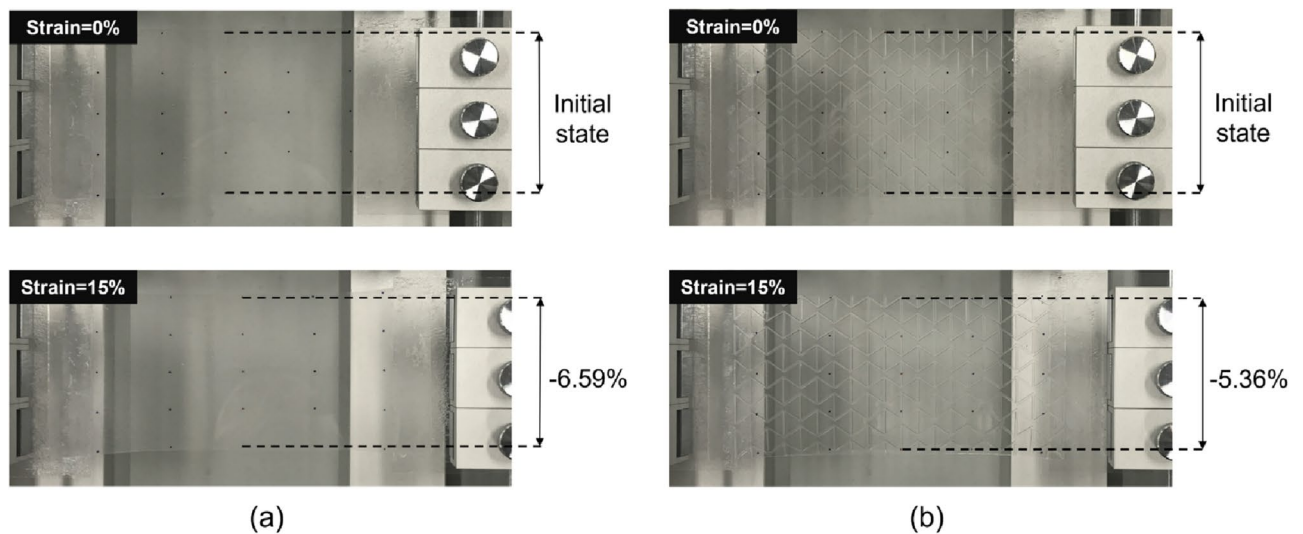 Strain=0%
Initial
state
Strain=0%
Initial
state
Strain=15%
-6.59%
Strain=15%
-5.36%
(a)
(b)